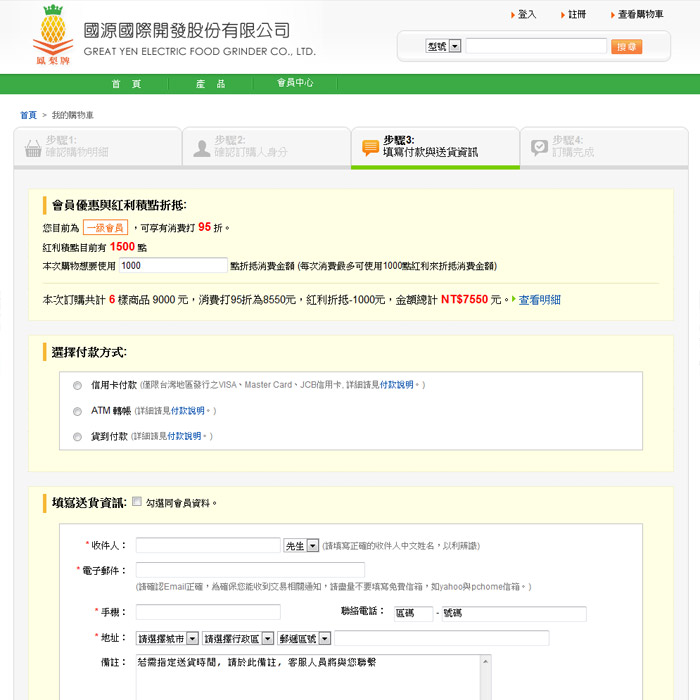 登入 註冊 查看購物車
國源國際開發股份有限公司
GREAT YEN ELECTRIC FOOD GRINDER CO., LTD.
鳳梨牌
型號 搜尋
首 頁 產 品 會員中心
首頁 > 我的購物車
步驟1:
確認購物明細
步驟2:
確認訂購人身分
步驟3:
填寫付款與送貨資訊
步驟4:
訂購完成
會員優惠與紅利積點折抵:
您目前為 一級會員 ，可享有消費打 95 折。
紅利積點目前有 1500 點
本次購物想要使用 1000 點折抵消費金額 (每次消費最多可使用1000點紅利來折抵消費金額)
本次訂購共計 6 樣商品 9000 元，消費打95折為8550元，紅利折抵-1000元，金額總計 NT$7550 元。 查看明細
選擇付款方式:
信用卡付款 (僅限台灣地區發行之VISA、Master Card、JCB信用卡, 詳細請見付款說明。)
ATM 轉帳 (詳細請見付款說明。)
貨到付款 (詳細請見付款說明。)
填寫送貨資訊: 勾選同會員資料。
* 收件人： 先生 (請填寫正確的收件人中文姓名，以利辨識)
* 電子郵件：
(請確認Email正確，為確保您能收到交易相關通知，請盡量不要填寫免費信箱，如yahoo與pchome信箱。)
* 手機： 聯絡電話： 區碼 - 號碼
* 地址： 請選擇城市 請選擇行政區 郵遞區號
備註： 若需指定送貨時間, 請於此備註, 客服人員將與您聯繫